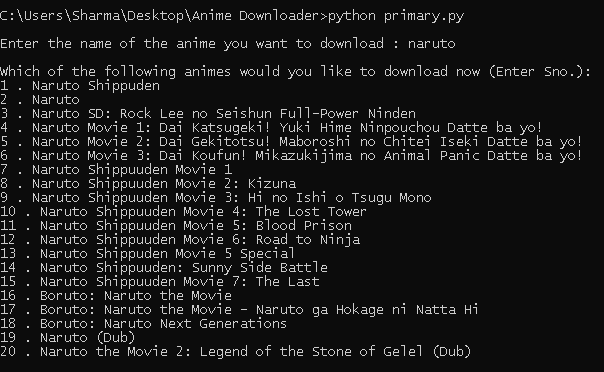 C:\Users\Sharma\Desktop\Anime Downloader>python primary.py
Enter the name of the anime you want to download : naruto
Which of the following animes would you like to download now (Enter Sno.):
1 . Naruto Shippuden
2 . Naruto
3 . Naruto SD: Rock Lee no Seishun Full-Power Ninden
4 . Naruto Movie 1: Dai Katsugeki! Yuki Hime Ninpouchou Datte ba yo!
5 . Naruto Movie 2: Dai Gekitotsu! Maboroshi no Chitei Iseki Datte ba yo!
6 . Naruto Movie 3: Dai Koufun! Mikazukijima no Animal Panic Datte ba yo!
7 . Naruto Shippuuden Movie 1
8 . Naruto Shippuuden Movie 2: Kizuna
9 . Naruto Shippuuden Movie 3: Hi no Ishi o Tsugu Mono
10 . Naruto Shippuuden Movie 4: The Lost Tower
11 . Naruto Shippuuden Movie 5: Blood Prison
12 . Naruto Shippuuden Movie 6: Road to Ninja
13 . Naruto Shippuuden Movie 5 Special
14 . Naruto Shippuuden: Sunny Side Battle
15 . Naruto Shippuuden Movie 7: The Last
16 . Boruto: Naruto the Movie
17 . Boruto: Naruto the Movie - Naruto ga Hokage ni Natta Hi
18 . Boruto: Naruto Next Generations
19 . Naruto (Dub)
20 . Naruto the Movie 2: Legend of the Stone of Gelel (Dub)